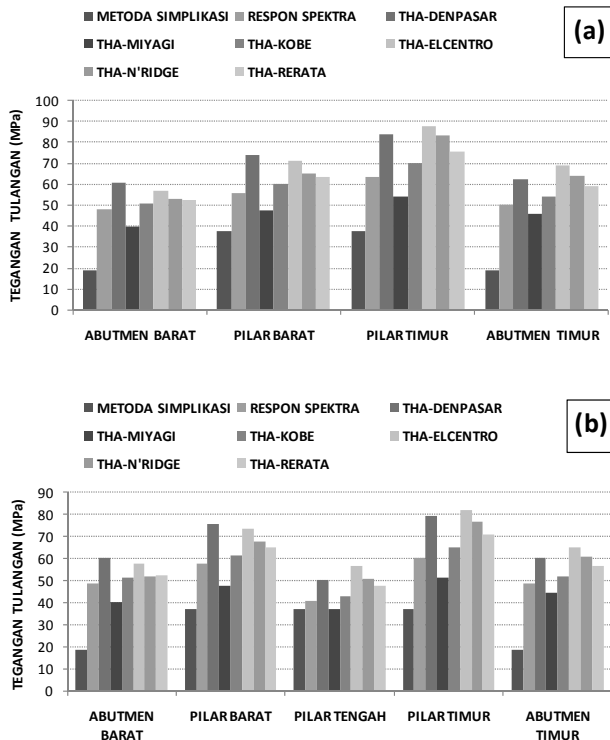 METODA SIMPLIKASI RESPON SPEKTRA THA-DENPASAR
THA-MIYAGI THA-KOBE THA-ELCENTRO
THA-N'RIDGE THA-RERATA
(a)
TEGANGAN TULANGAN (MPa)
100
90
80
70
60
50
40
30
20
10
0
ABUTMEN BARAT PILAR BARAT PILAR TIMUR ABUTMEN TIMUR
METODA SIMPLIKASI RESPON SPEKTRA THA-DENPASAR
THA-MIYAGI THA-KOBE THA-ELCENTRO
THA-N'RIDGE THA-RERATA
(b)
TEGANGAN TULANGAN (MPa)
90
80
70
60
50
40
30
20
10
0
ABUTMEN BARAT PILAR BARAT PILAR TENGAH PILAR TIMUR ABUTMEN TIMUR